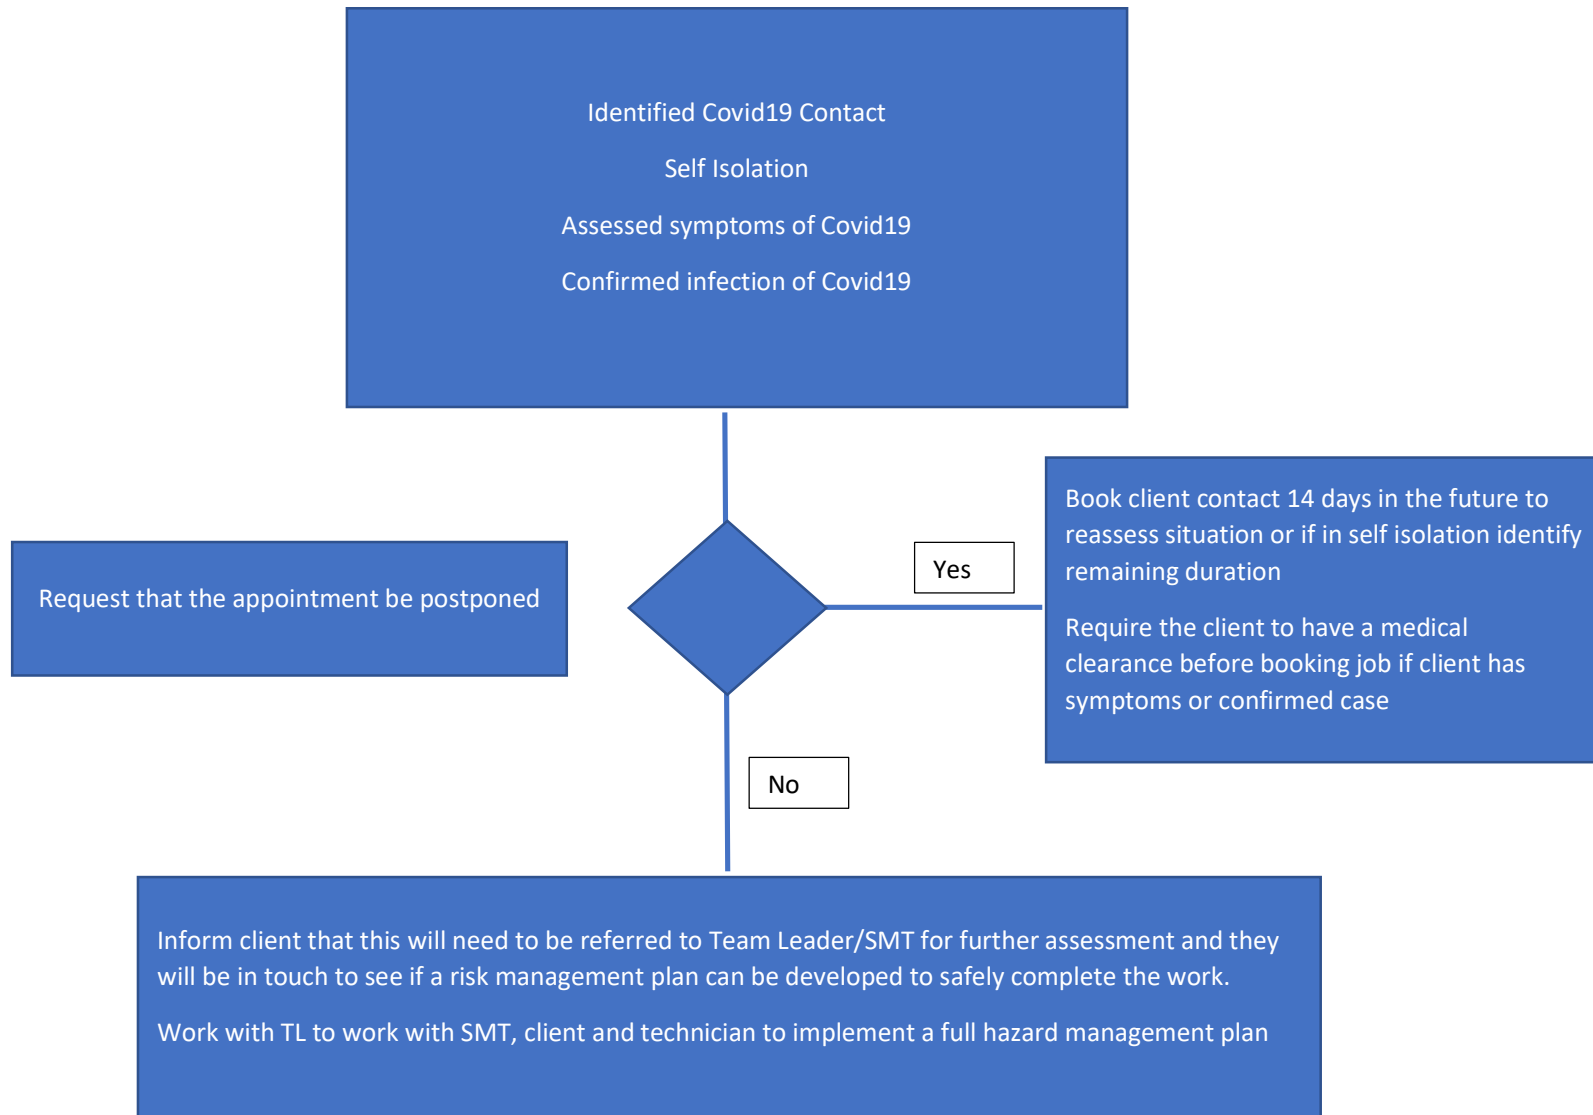 Identified Covid19 Contact
Self Isolation
Assessed symptoms of Covid19
Confirmed infection of Covid19
Request that the appointment be postponed
Yes
Book client contact 14 days in the future to
reassess situation or if in self isolation identify
remaining duration
Require the client to have a medical
clearance before booking job if client has
symptoms or confirmed case
No
Inform client that this will need to be referred to Team Leader/SMT for further assessment and they
will be in touch to see if a risk management plan can be developed to safely complete the work.
Work with TL to work with SMT, client and technician to implement a full hazard management plan